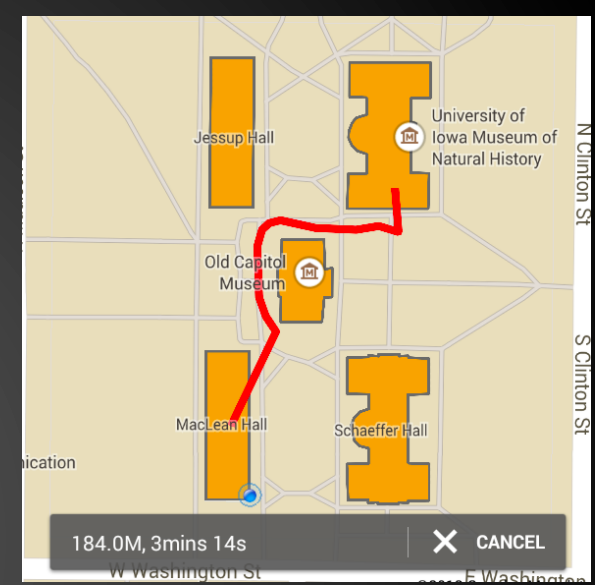 University of
Iowa Museum of
Natural History
Jessup Hall
N Clinton St
Old Capitol
Museum
S Clinton St
MacLean Hall
Schaeffer Hall
184.0M, 3mins 14s
CANCEL
W Washington St
E Washington